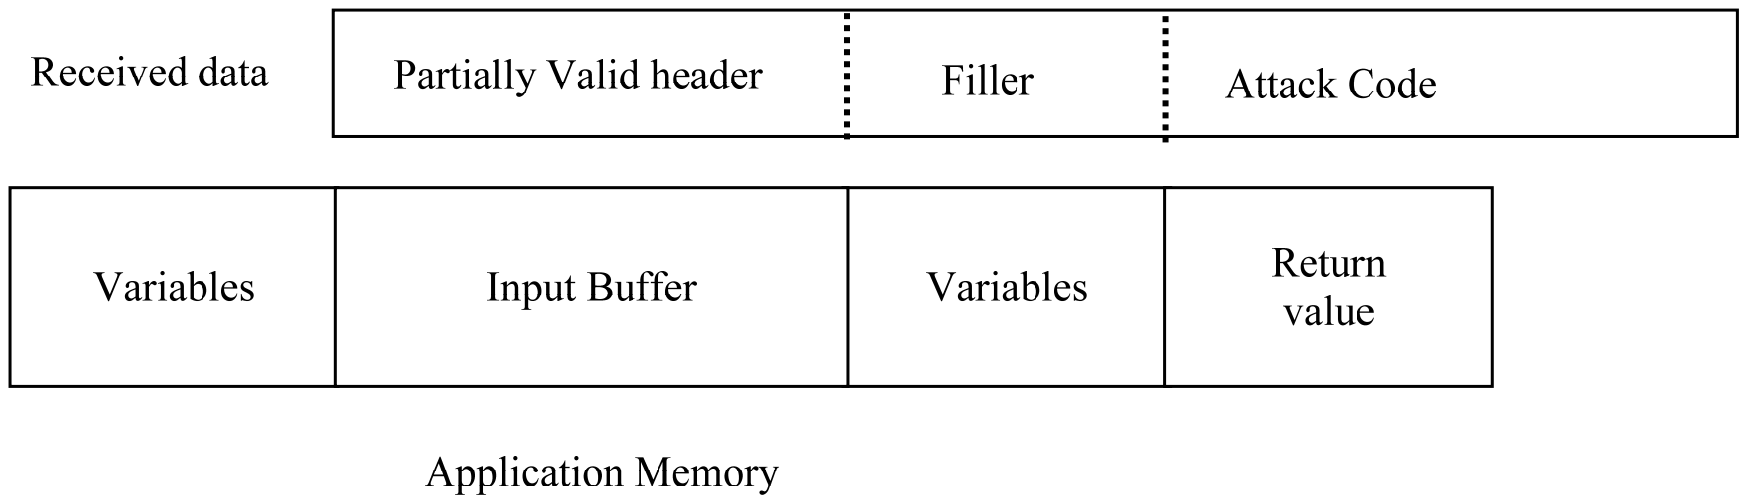 Received data
Partially Valid header
Filler
Attack Code
Variables
Input Buffer
Variables
Return
value
Application Memory